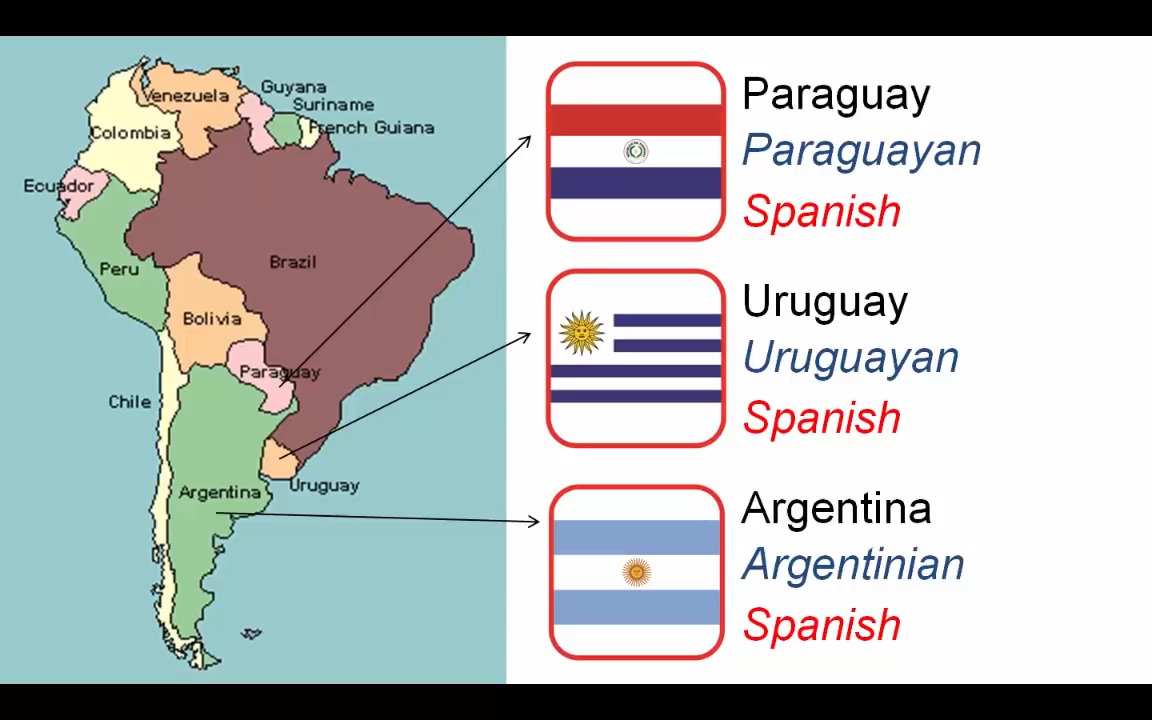 Guyana
Suriname
Venezuela
French Guiana
Colombia
Ecuador
Peru
Brazil
Bolivia
Paraguay
Chile
Argentina
Uruguay
Paraguay
Paraguayan
Spanish
Uruguay
Uruguayan
Spanish
Argentina
Argentinian
Spanish